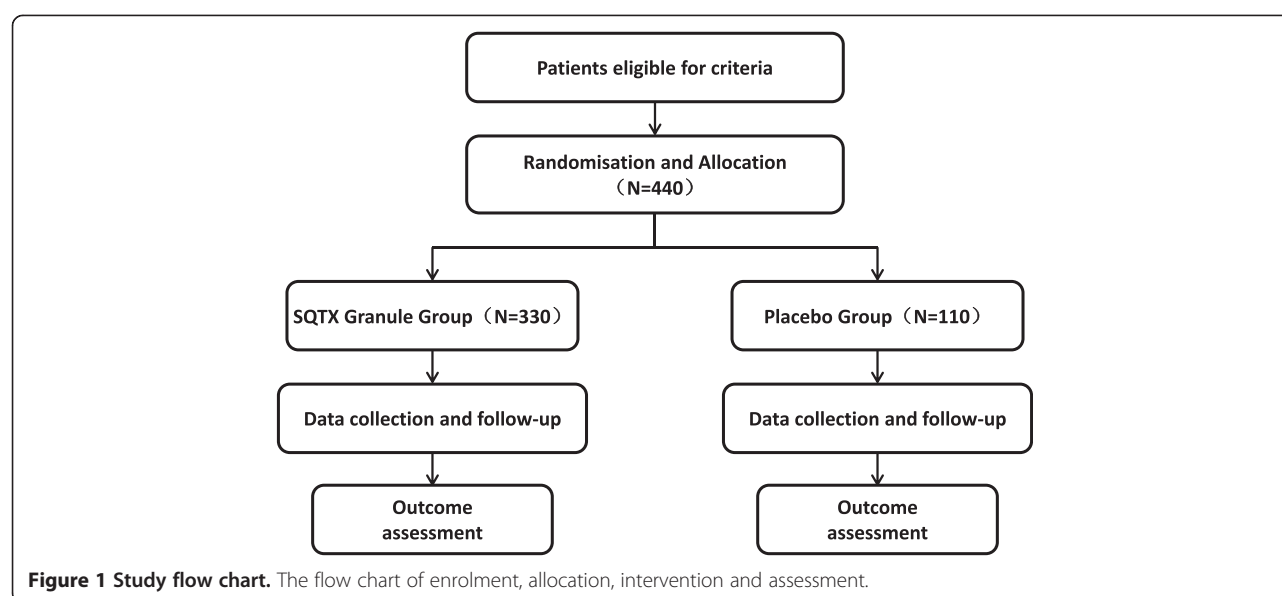 Patients eligible for criteria
Randomisation and Allocation
（N=440）
SQTX Granule Group（N=330）
Placebo Group（N=110）
Data collection and follow-up
Data collection and follow-up
Outcome
assessment
Outcome
assessment
Figure 1 Study flow chart. The flow chart of enrolment, allocation, intervention and assessment.